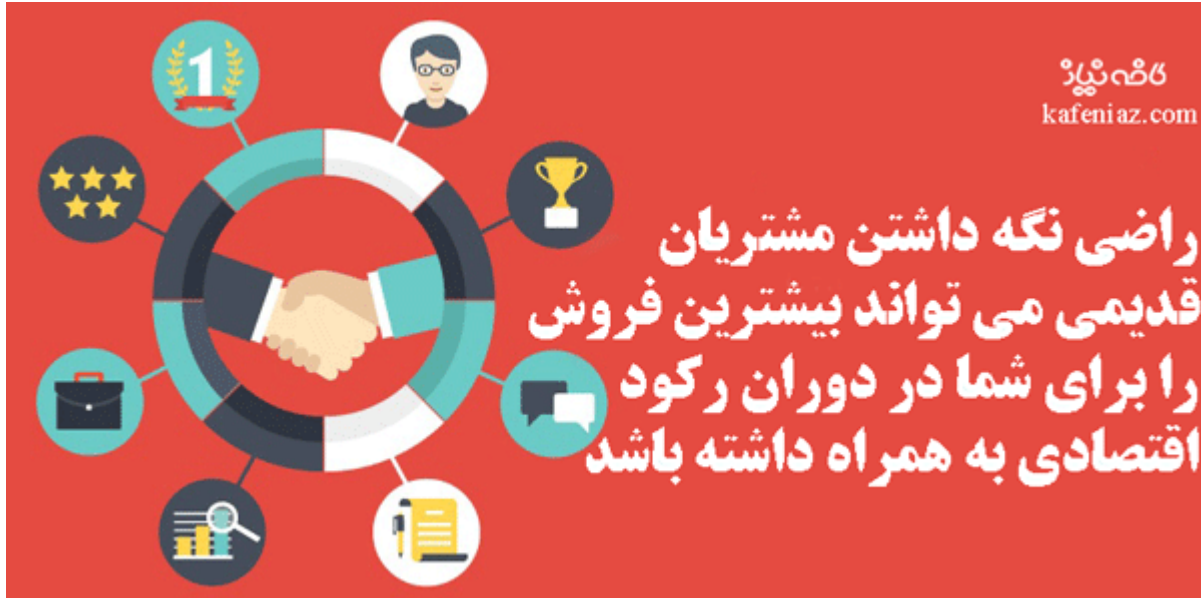 کافه نیاز
kafeniaz.com
راضی نگه داشتن مشتریان
قدیمی می تواند بیشترین فروش
را برای شما در دوران رکود
اقتصادی به همراه داشته باشد
1